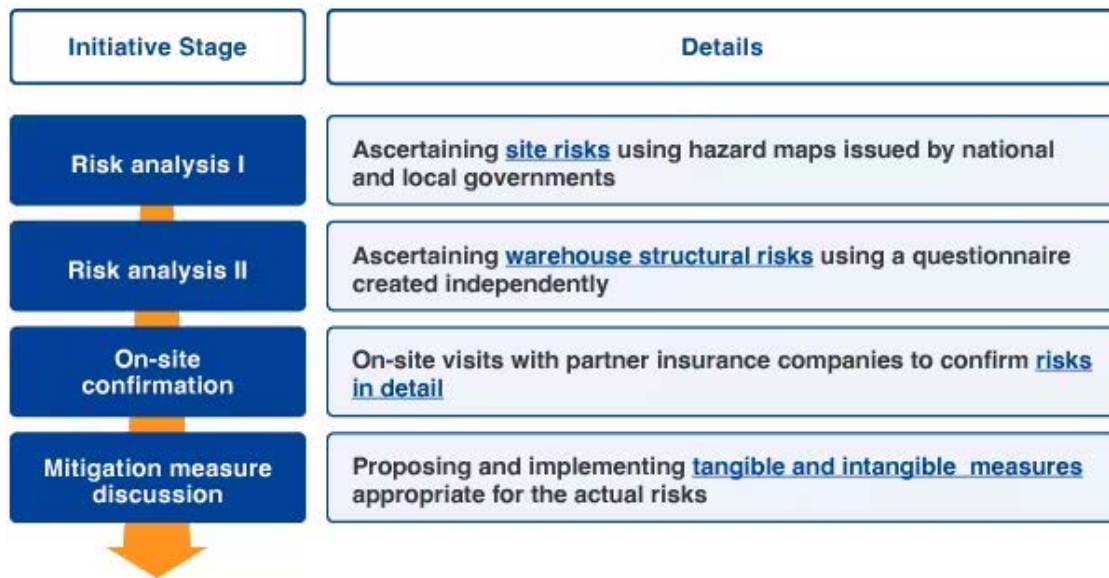 Initiative Stage
Details
Risk analysis I
Ascertaining site risks using hazard maps issued by national
and local governments
Risk analysis II
Ascertaining warehouse structural risks using a questionnaire
created independently
On-site
confirmation
On-site visits with partner insurance companies to confirm risks
in detail
Mitigation measure
discussion
Proposing and implementing tangible and intangible measures
appropriate for the actual risks